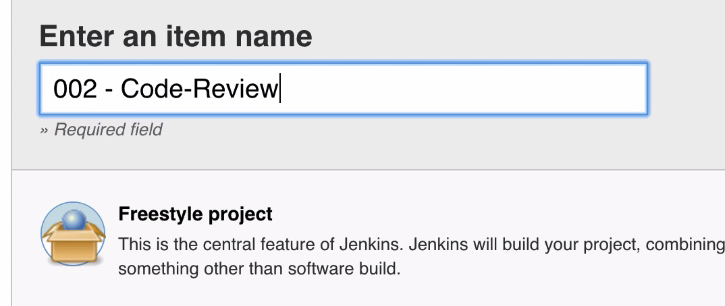 Enter an item name
002 - Code-Review
» Required field
Freestyle project
This is the central feature of Jenkins. Jenkins will build your project, combining
something other than software build.